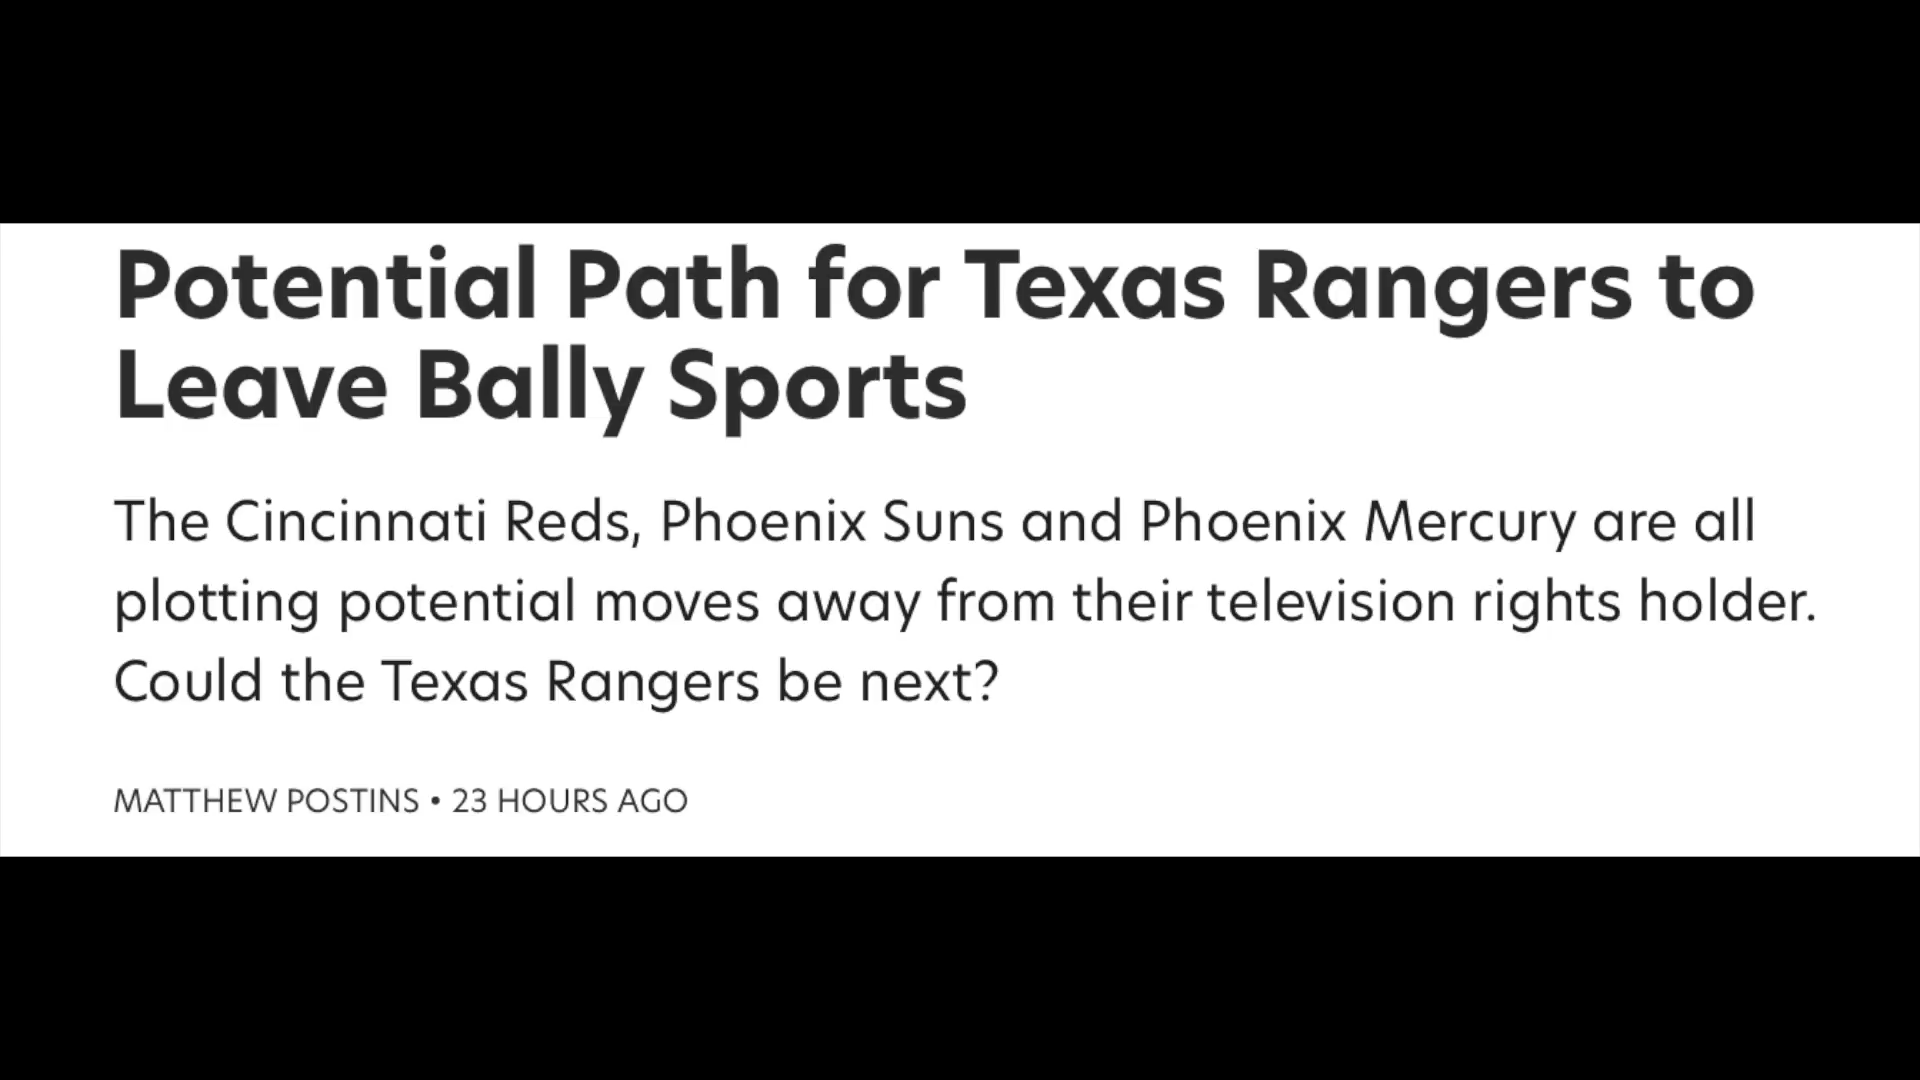 Potential Path for Texas Rangers to
Leave Bally Sports
The Cincinnati Reds, Phoenix Suns and Phoenix Mercury are all
plotting potential moves away from their television rights holder.
Could the Texas Rangers be next?
MATTHEW POSTINS • 23 HOURS AGO